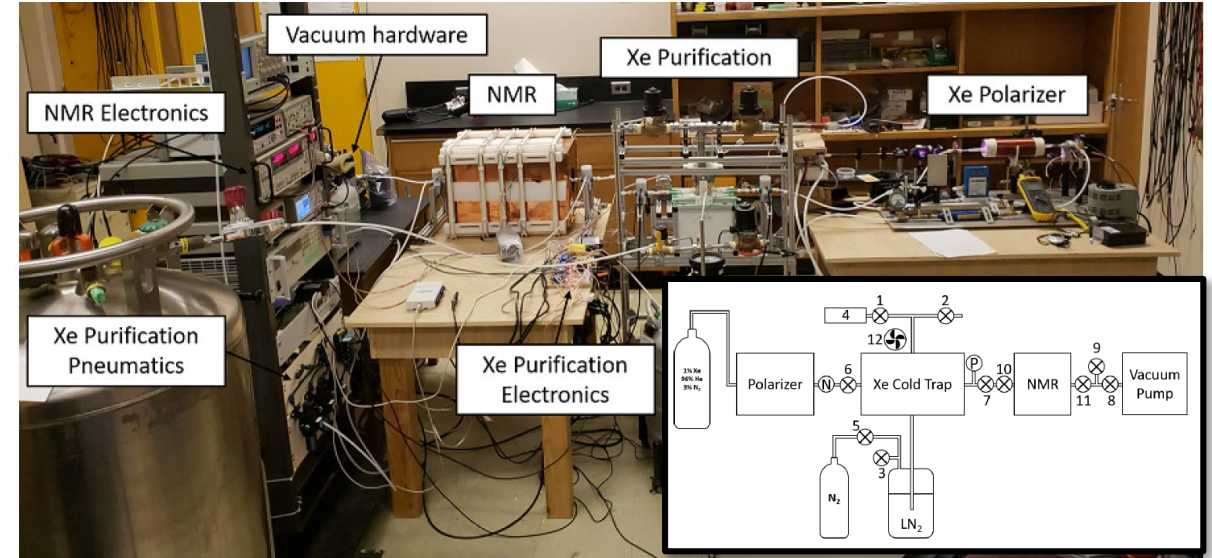 Vacuum hardware
Xe Purification
NMR
Xe Polarizer
NMR Electronics
Xe Purification
Pneumatics
Xe Purification
Electronics
1
2
4
12
1% Xe
96% He
3% N₂
Polarizer
N
6
Xe Cold Trap
P
7
10
NMR
11
9
8
Vacuum
Pump
5
3
N₂
LN₂